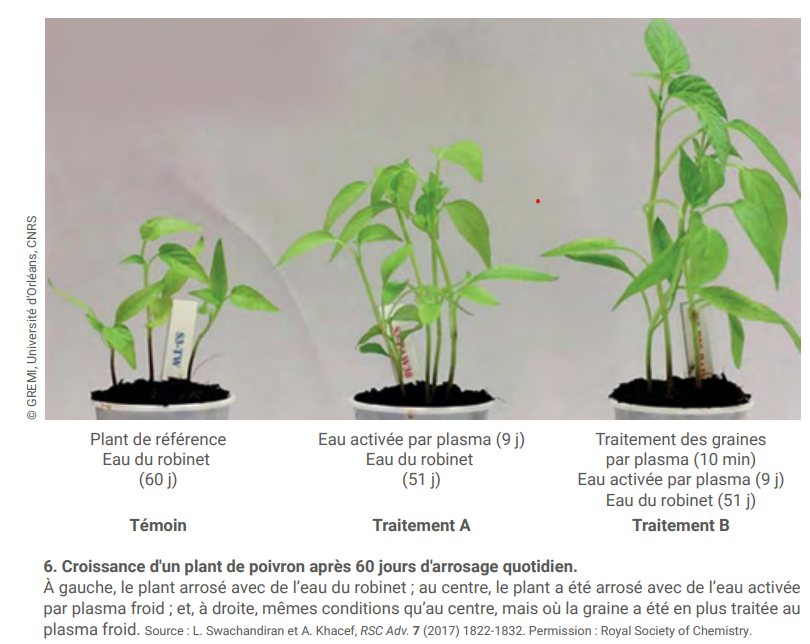 © GREMI, Université d'Orléans, CNRS
S3-TW
Plant de référence
Eau du robinet
(60 j)
Témoin
Eau activée par plasma (9 j)
Eau du robinet
(51 j)
Traitement A
Traitement des graines
par plasma (10 min)
Eau activée par plasma (9 j)
Eau du robinet (51 j)
Traitement B
6. Croissance d'un plant de poivron après 60 jours d'arrosage quotidien.
À gauche, le plant arrosé avec de l'eau du robinet ; au centre, le plant a été arrosé avec de l'eau activée
par plasma froid ; et, à droite, mêmes conditions qu'au centre, mais où la graine a été en plus traitée au
plasma froid. Source : L. Swachandiran et A. Khacef, RSC Adv. 7 (2017) 1822-1832. Permission : Royal Society of Chemistry.